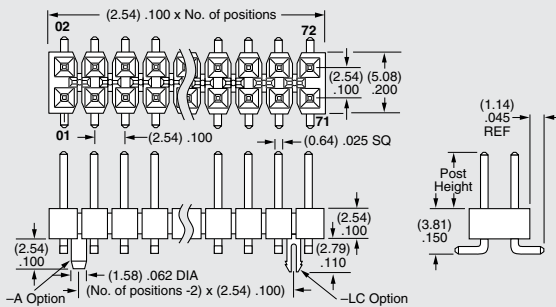 (2.54) .100 x No. of positions
02
72
(2.54)
.100
(5.08)
.200
01
(2.54) .100
71
(0.64) .025 SQ
(1.14)
.045
REF
Post
Height
(2.54)
.100
(3.81)
.150
(2.54)
.100
(2.79)
.110
(1.58) .062 DIA
–A Option
(No. of positions -2) x (2.54) .100)
–LC Option